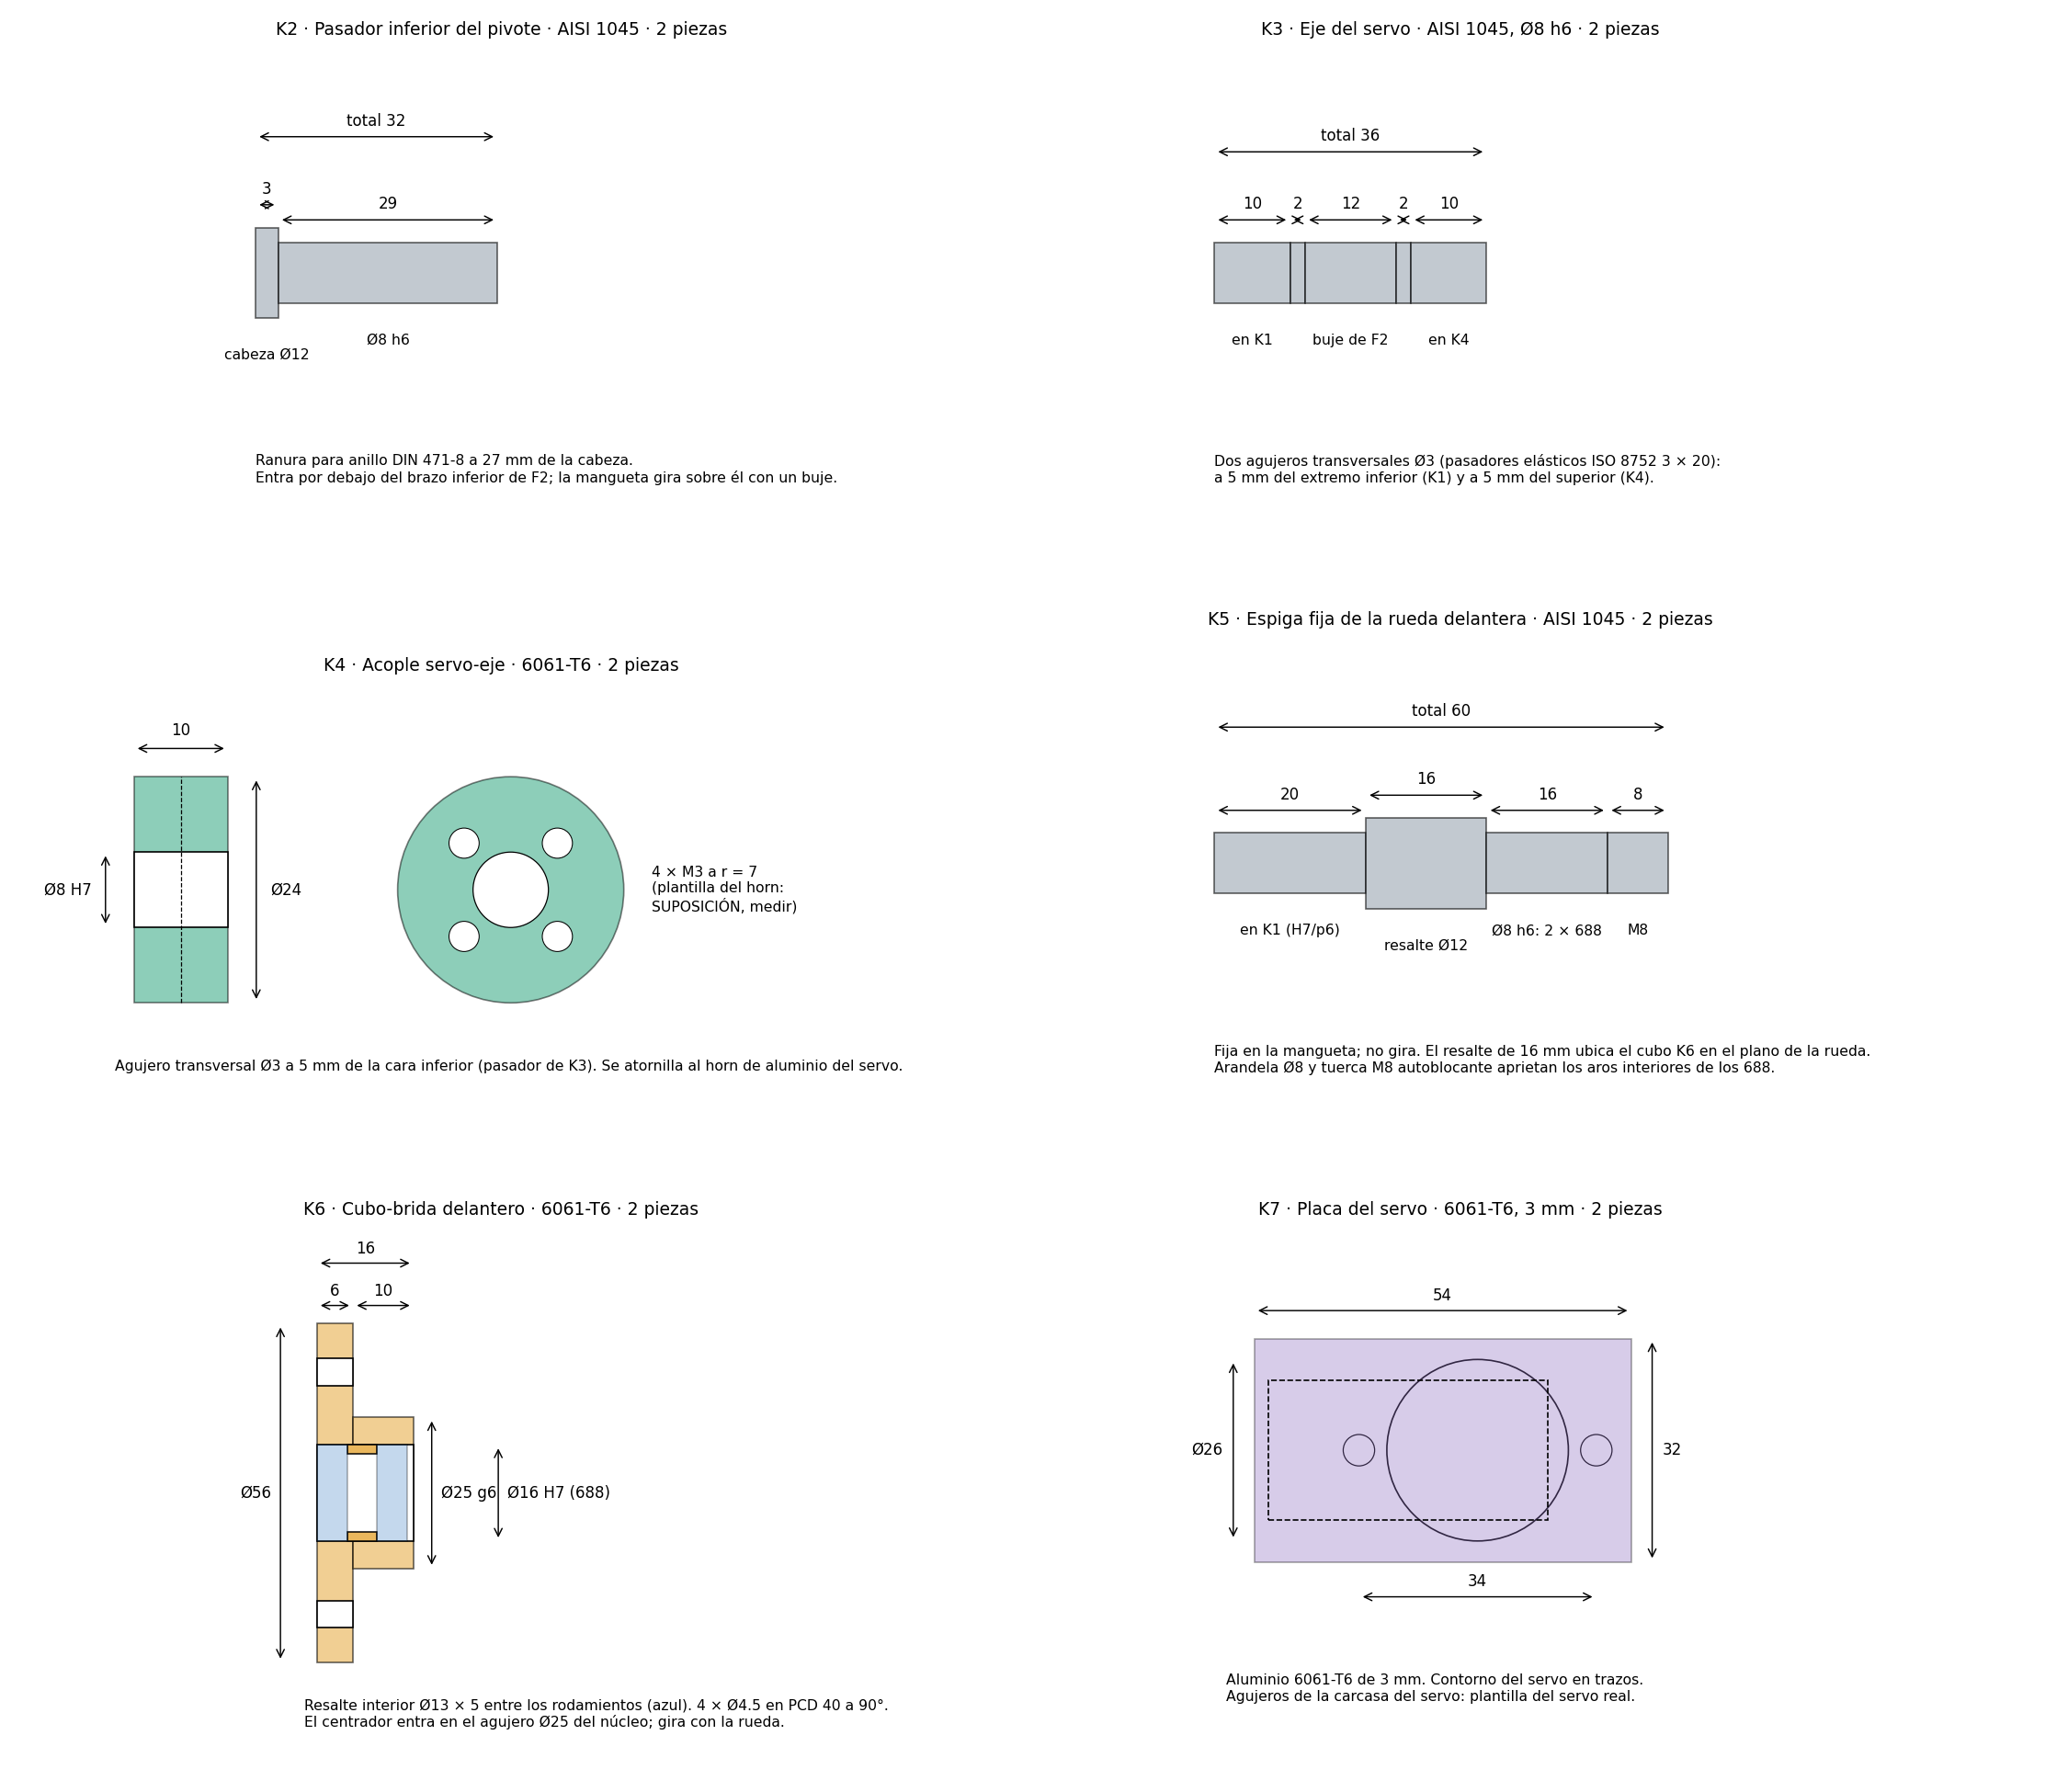 K2 · Pasador inferior del pivote · AISI 1045 · 2 piezas
total 32
3
29
Ø8 h6
cabeza Ø12
Ranura para anillo DIN 471-8 a 27 mm de la cabeza.
Entra por debajo del brazo inferior de F2; la mangueta gira sobre él con un buje.
K3 · Eje del servo · AISI 1045, Ø8 h6 · 2 piezas
total 36
10 2 12 2 10
en K1 buje de F2 en K4
Dos agujeros transversales Ø3 (pasadores elásticos ISO 8752 3 × 20):
a 5 mm del extremo inferior (K1) y a 5 mm del superior (K4).
K4 · Acople servo-eje · 6061-T6 · 2 piezas
10
Ø8 H7
Ø24
4 × M3 a r = 7
(plantilla del horn:
SUPOSICIÓN, medir)
Agujero transversal Ø3 a 5 mm de la cara inferior (pasador de K3). Se atornilla al horn de aluminio del servo.
K5 · Espiga fija de la rueda delantera · AISI 1045 · 2 piezas
total 60
16
20 16 8
en K1 (H7/p6) Ø8 h6: 2 × 688 M8
resalte Ø12
Fija en la mangueta; no gira. El resalte de 16 mm ubica el cubo K6 en el plano de la rueda.
Arandela Ø8 y tuerca M8 autoblocante aprietan los aros interiores de los 688.
K6 · Cubo-brida delantero · 6061-T6 · 2 piezas
16
6 10
Ø56
Ø25 g6
Ø16 H7 (688)
Resalte interior Ø13 × 5 entre los rodamientos (azul). 4 × Ø4.5 en PCD 40 a 90°.
El centrador entra en el agujero Ø25 del núcleo; gira con la rueda.
K7 · Placa del servo · 6061-T6, 3 mm · 2 piezas
54
Ø26
32
34
Aluminio 6061-T6 de 3 mm. Contorno del servo en trazos.
Agujeros de la carcasa del servo: plantilla del servo real.